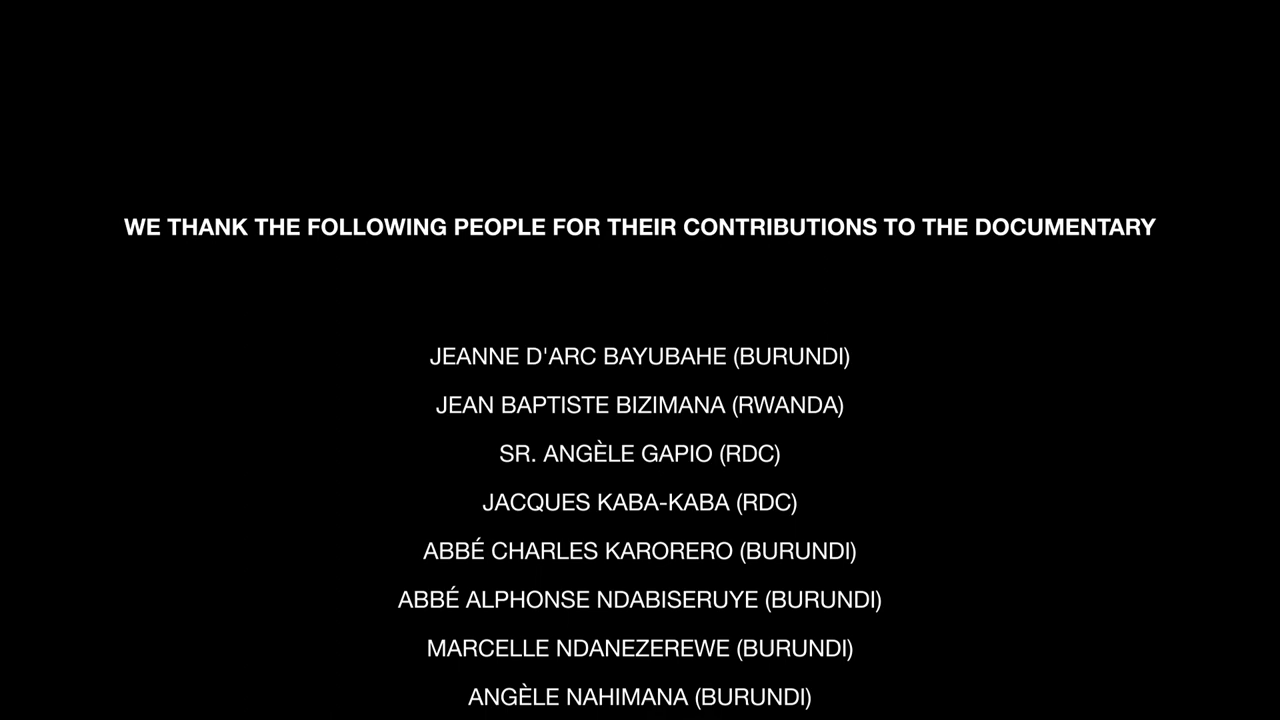 WE THANK THE FOLLOWING PEOPLE FOR THEIR CONTRIBUTIONS TO THE DOCUMENTARY
JEANNE D'ARC BAYUBAHE (BURUNDI)
JEAN BAPTISTE BIZIMANA (RWANDA)
SR. ANGÈLE GAPIO (RDC)
JACQUES KABA-KABA (RDC)
ABBÉ CHARLES KARORERO (BURUNDI)
ABBÉ ALPHONSE NDABISERUYE (BURUNDI)
MARCELLE NDANEZEREWE (BURUNDI)
ANGÈLE NAHIMANA (BURUNDI)